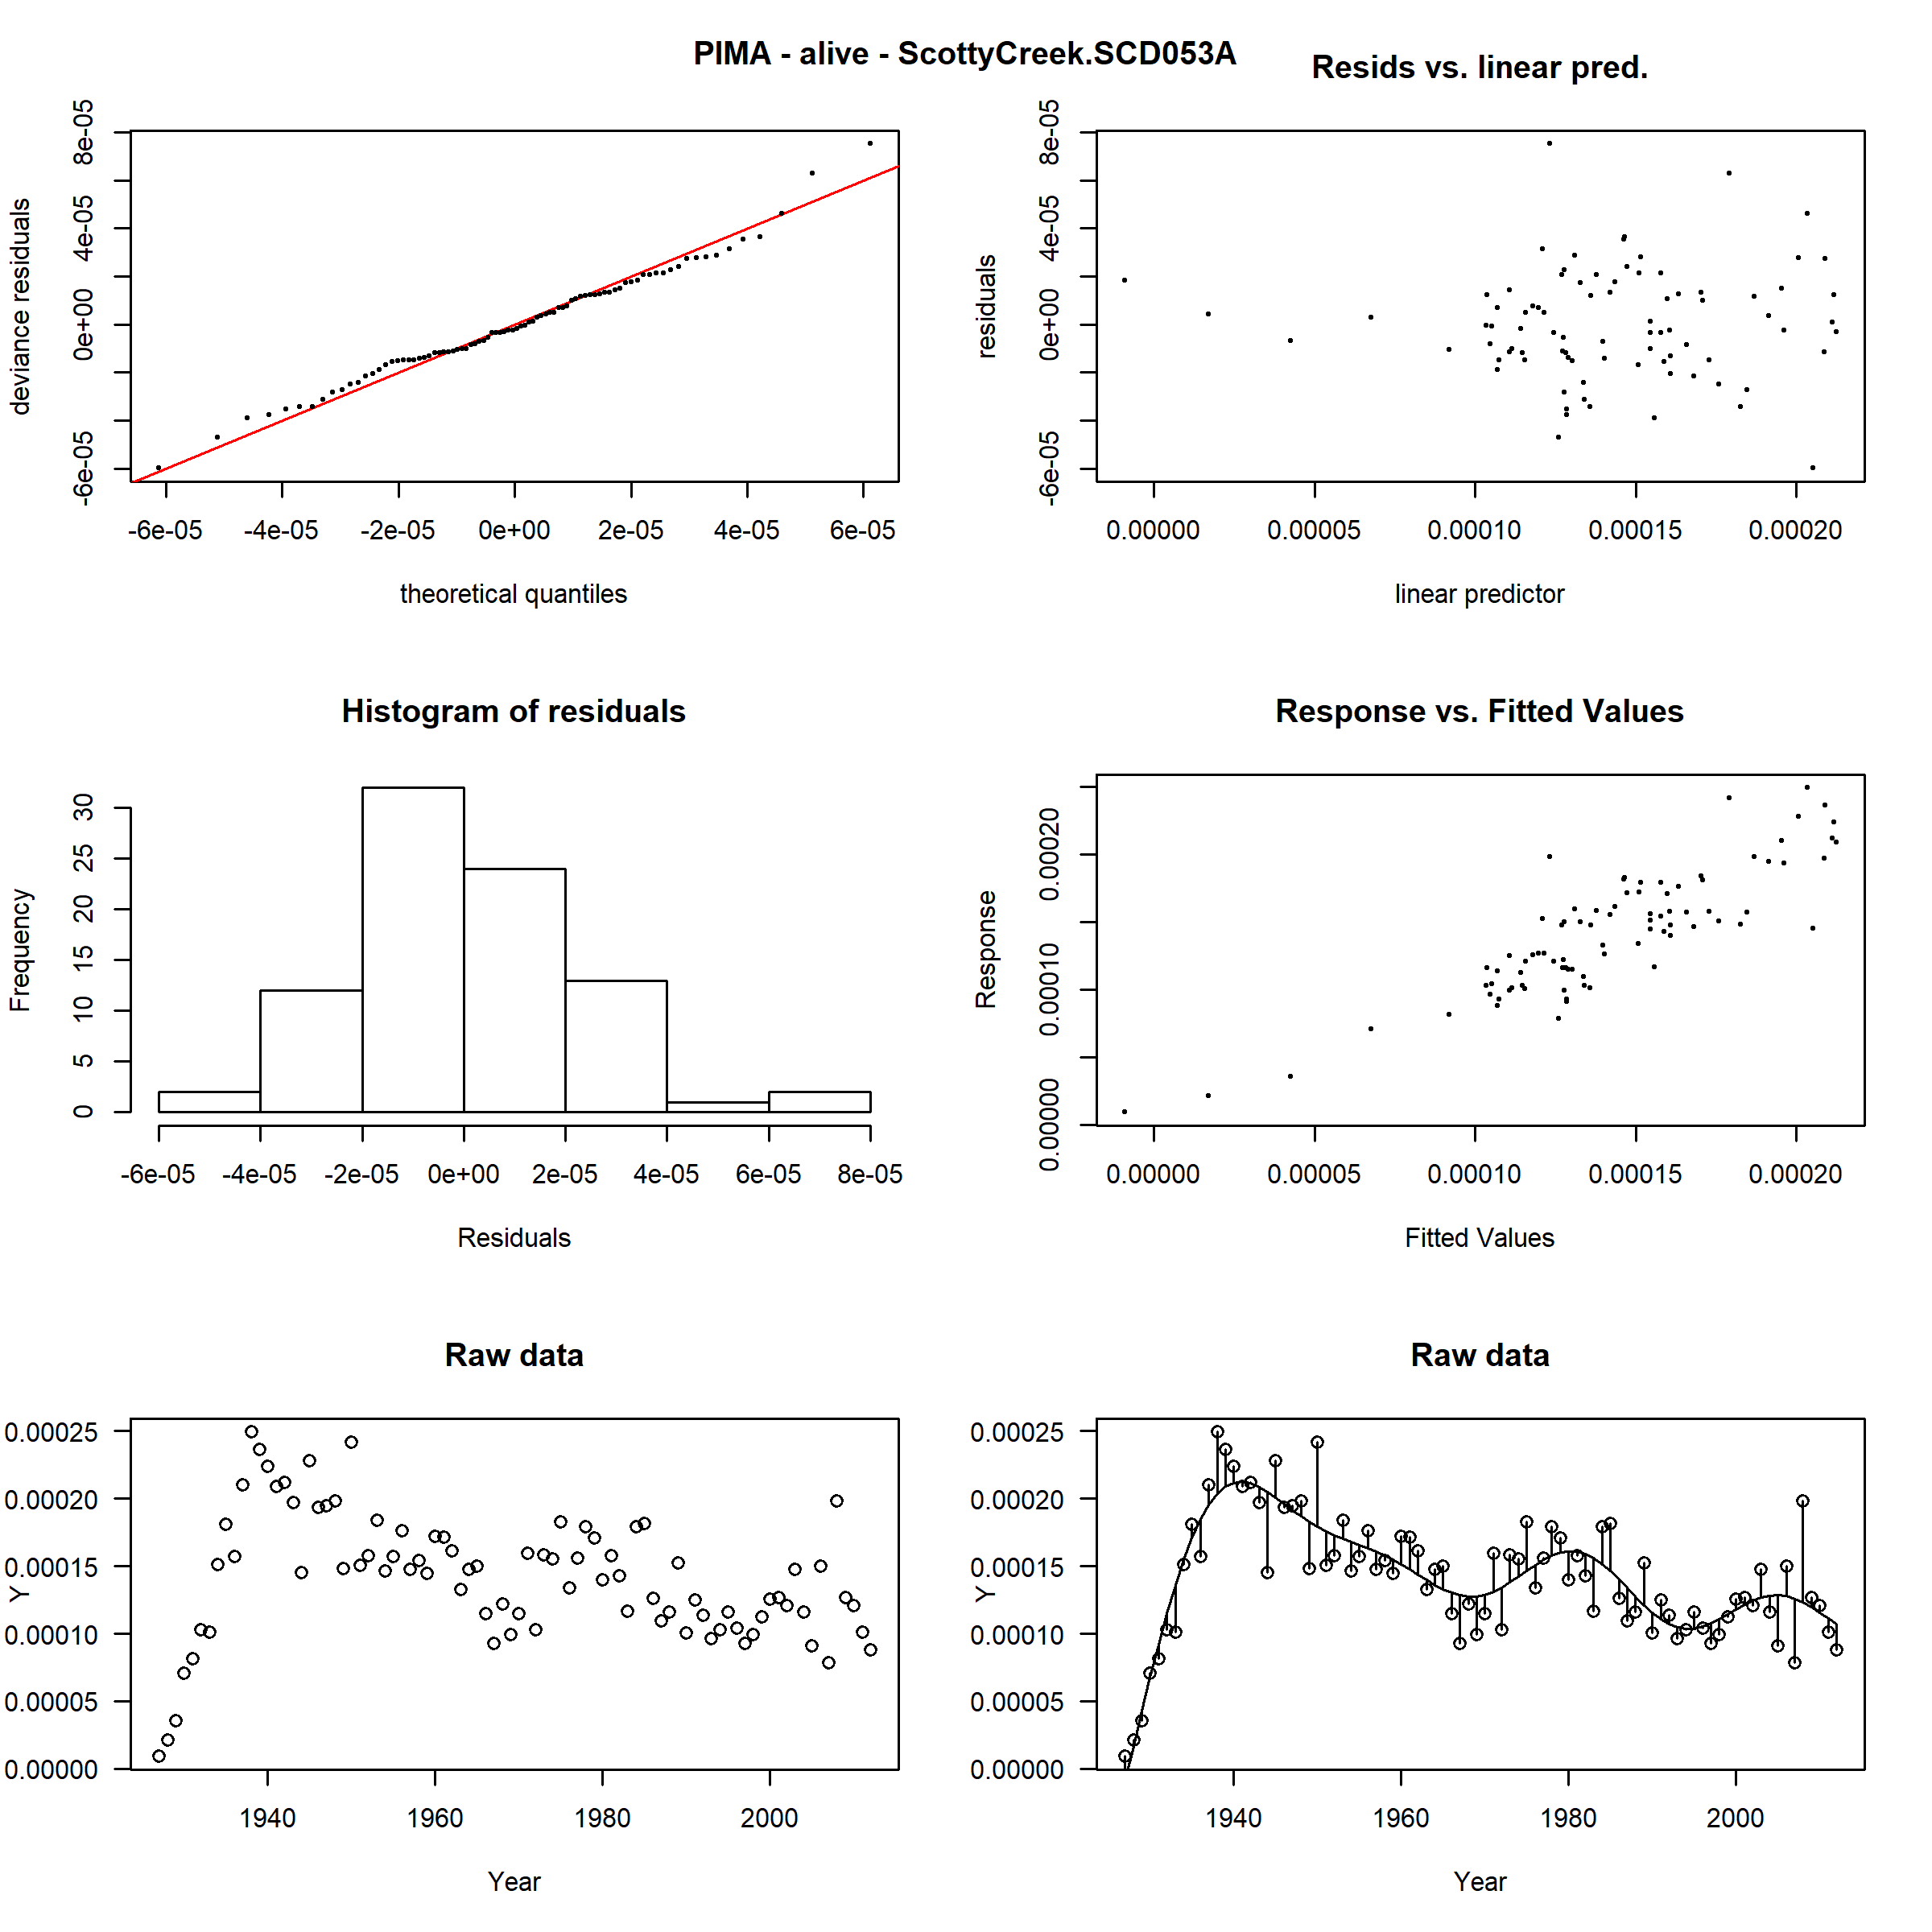 PIMA - alive - ScottyCreek.SCD053A
Resids vs. linear pred.
deviance residuals
-6e-05 0e+00 4e-05 8e-05
-6e-05 -4e-05 -2e-05 0e+00 2e-05 4e-05 6e-05
theoretical quantiles
residuals
-6e-05 0e+00 4e-05 8e-05
0.00000 0.00005 0.00010 0.00015 0.00020
linear predictor
Histogram of residuals
Frequency
0 5 10 15 20 25 30
-6e-05 -4e-05 -2e-05 0e+00 2e-05 4e-05 6e-05 8e-05
Residuals
Response vs. Fitted Values
Response
0.00000 0.00010 0.00020
0.00000 0.00005 0.00010 0.00015 0.00020
Fitted Values
Raw data
Y
0.00025
0.00020
0.00015
0.00010
0.00005
0.00000
1940 1960 1980 2000
Year
Raw data
Y
0.00025
0.00020
0.00015
0.00010
0.00005
0.00000
1940 1960 1980 2000
Year